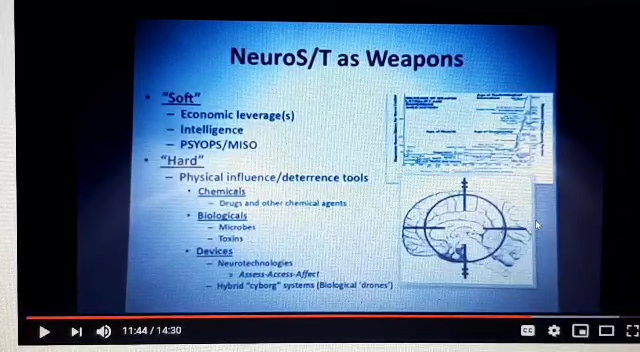 NeuroS/T as Weapons
• "Soft"
– Economic leverage(s)
– Intelligence
– PSYOPS/MISO
• "Hard"
– Physical influence/deterrence tools
• Chemicals
– Drugs and other chemical agents
• Biologicals
– Microbes
– Toxins
• Devices
– Neurotechnologies
» Assess-Access-Affect
– Hybrid "cyborg" systems (Biological 'drones')
11:44 / 14:30
CC